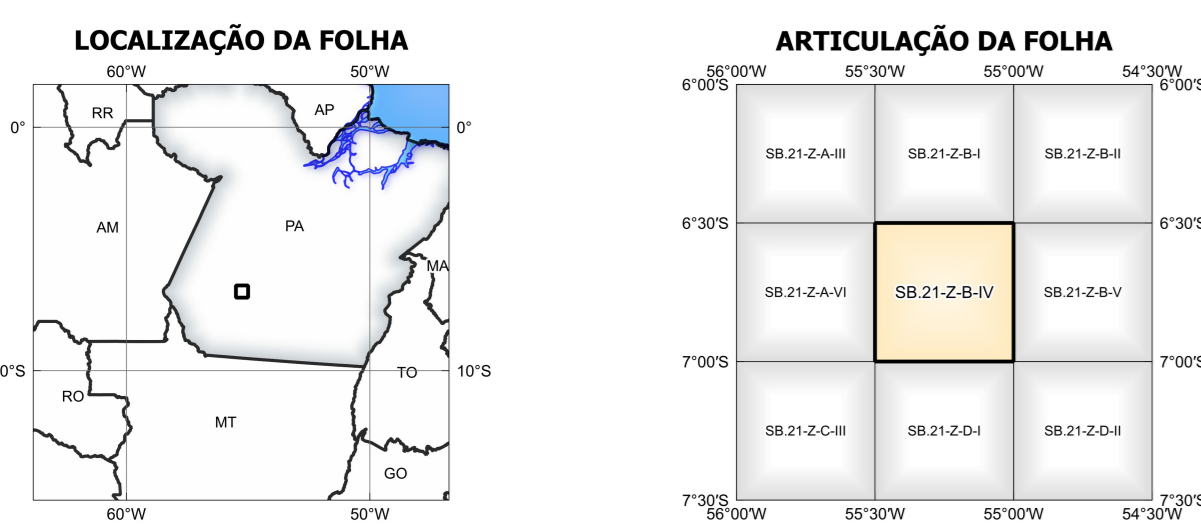 LOCALIZAÇÃO DA FOLHA
60°W 50°W
RR
AP
0° 0°
AM
PA
MA
0°S 10°S
TO
RO
MT
GO
60°W 50°W
ARTICULAÇÃO DA FOLHA
56°00'W 55°30'W 55°00'W 54°30'W
6°00'S 6°00'S
SB.21-Z-A-III SB.21-Z-B-I SB.21-Z-B-II
6°30'S 6°30'S
SB.21-Z-A-VI SB.21-Z-B-IV SB.21-Z-B-V
7°00'S 7°00'S
SB.21-Z-C-III SB.21-Z-D-I SB.21-Z-D-II
7°30'S 7°30'S
56°00'W 55°30'W 55°00'W 54°30'W